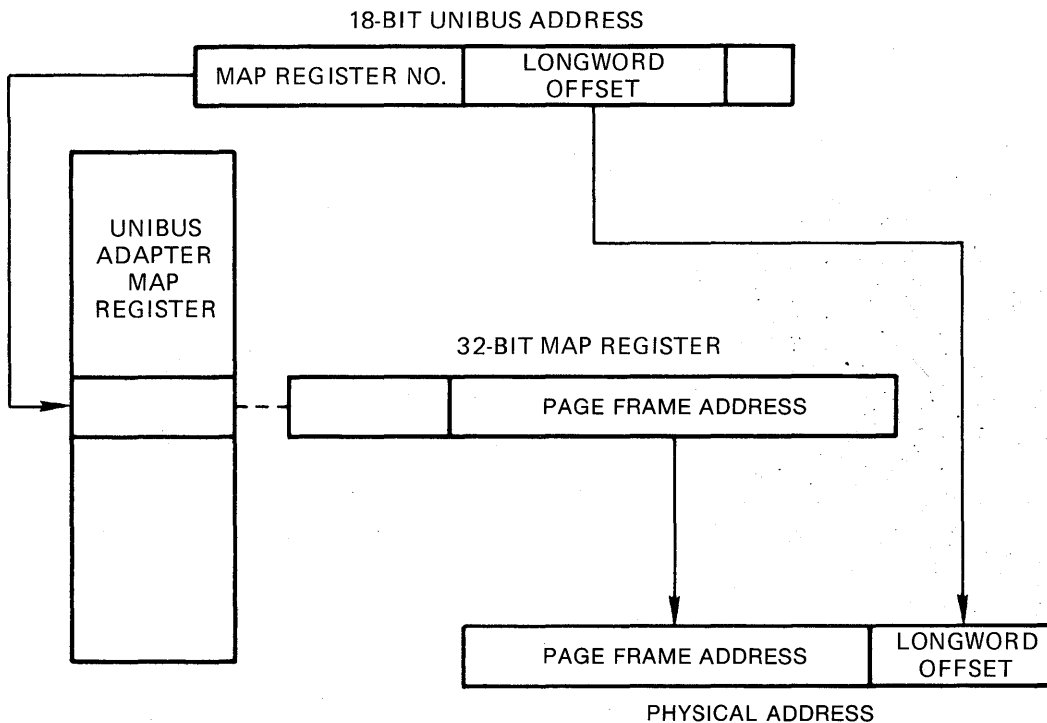 18-BIT UNIBUS ADDRESS
MAP REGISTER NO.
LONGWORD
OFFSET
UNIBUS
ADAPTER
MAP
REGISTER
32-BIT MAP REGISTER
PAGE FRAME ADDRESS
PAGE FRAME ADDRESS
LONGWORD
OFFSET
PHYSICAL ADDRESS